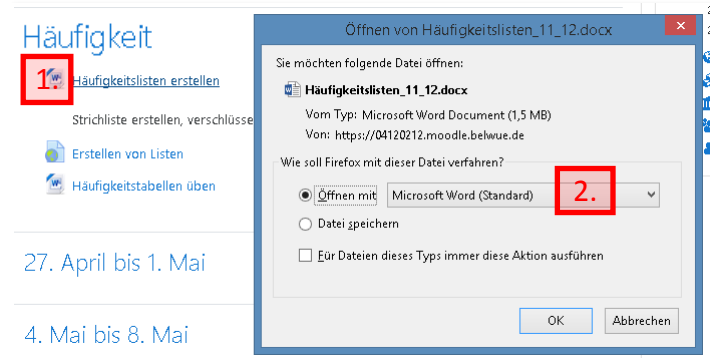 Häufigkeit
1.
Häufigkeitslisten erstellen
Strichliste erstellen, verschlüsse
Erstellen von Listen
Häufigkeitstabellen üben
27. April bis 1. Mai
4. Mai bis 8. Mai
Öffnen von Häufigkeitslisten_11_12.docx
Sie möchten folgende Datei öffnen:
Häufigkeitslisten_11_12.docx
Vom Typ: Microsoft Word Document (1,5 MB)
Von: https://04120212.moodle.belwue.de
Wie soll Firefox mit dieser Datei verfahren?
Öffnen mit Microsoft Word (Standard) 2.
Datei speichern
Für Dateien dieses Typs immer diese Aktion ausführen
OK Abbrechen